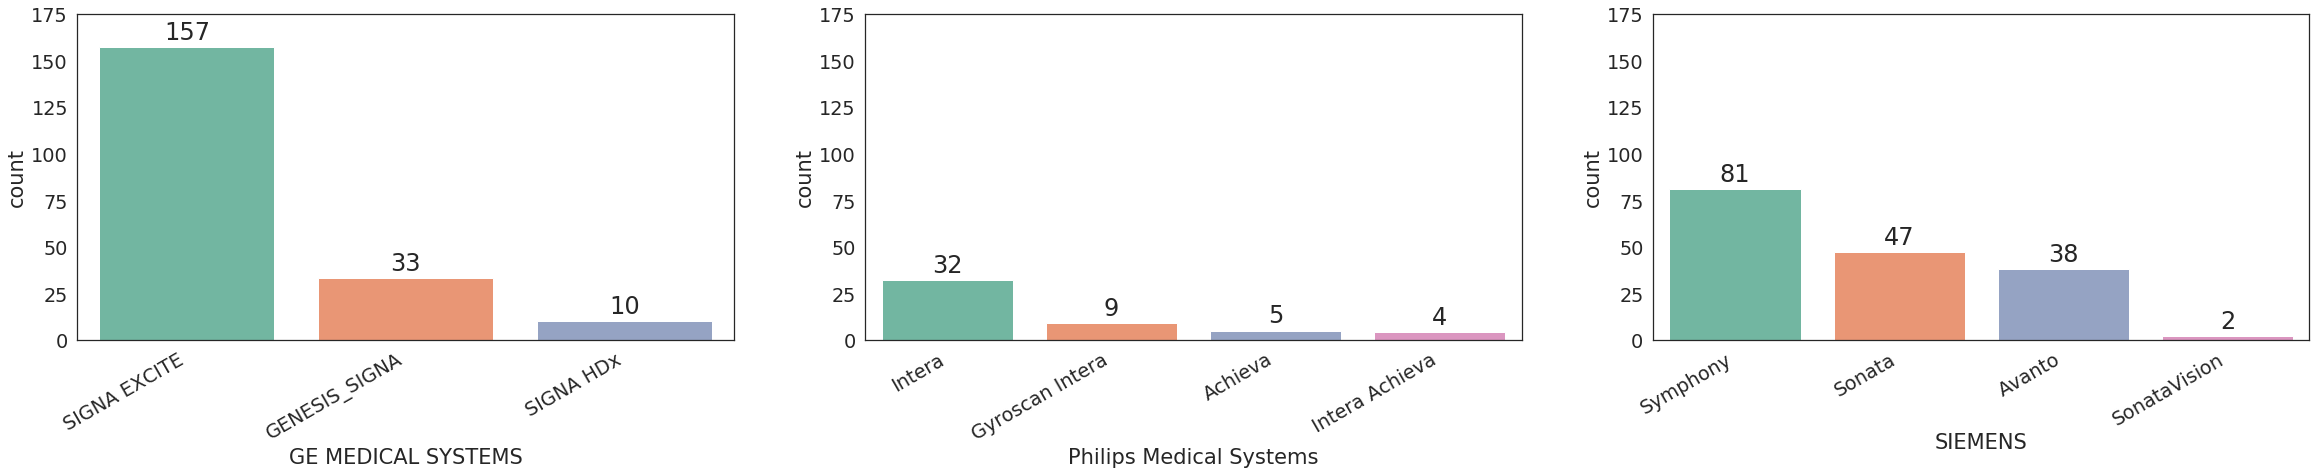 175
150
125
100
75
50
25
0
count
157
33
10
SIGNA EXCITE
GENESIS_SIGNA
SIGNA HDx
GE MEDICAL SYSTEMS
175
150
125
100
75
50
25
0
count
32
9
5
4
Intera
Gyroscan Intera
Achieva
Intera Achieva
Philips Medical Systems
175
150
125
100
75
50
25
0
count
81
47
38
2
Symphony
Sonata
Avanto
SonataVision
SIEMENS